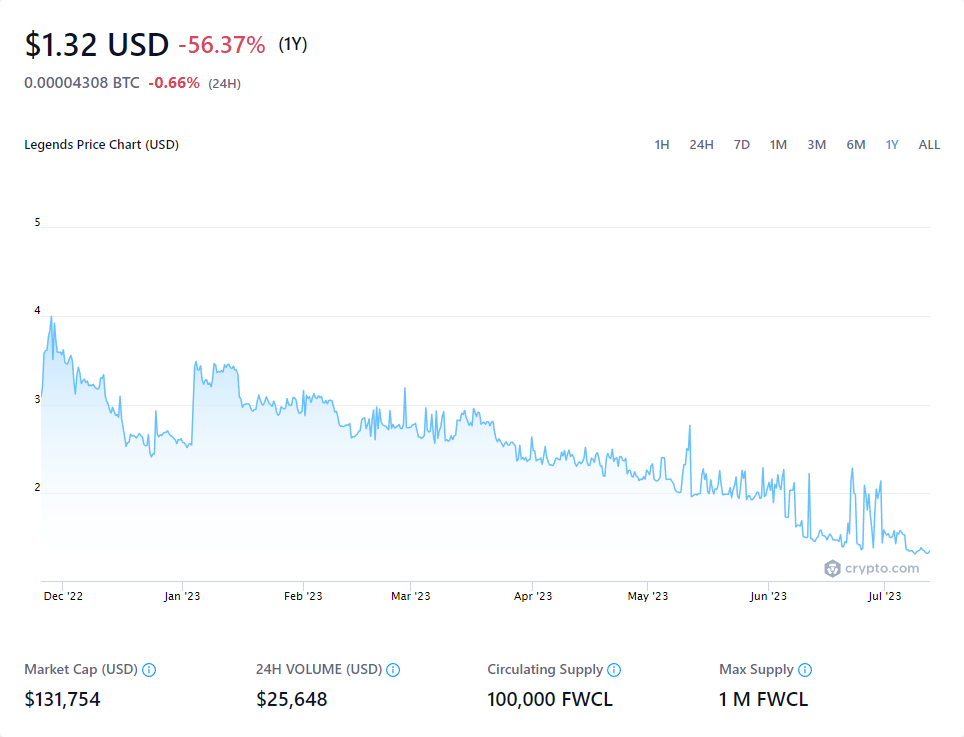 $1.32 USD -56.37% (1Y)
0.00004308 BTC -0.66% (24H)
Legends Price Chart (USD) 1H 24H 7D 1M 3M 6M 1Y ALL
5
4
3
2
crypto.com
Dec '22 Jan '23 Feb '23 Mar '23 Apr '23 May '23 Jun '23 Jul '23
Market Cap (USD) 24H VOLUME (USD) Circulating Supply Max Supply
$131,754 $25,648 100,000 FWCL 1 M FWCL